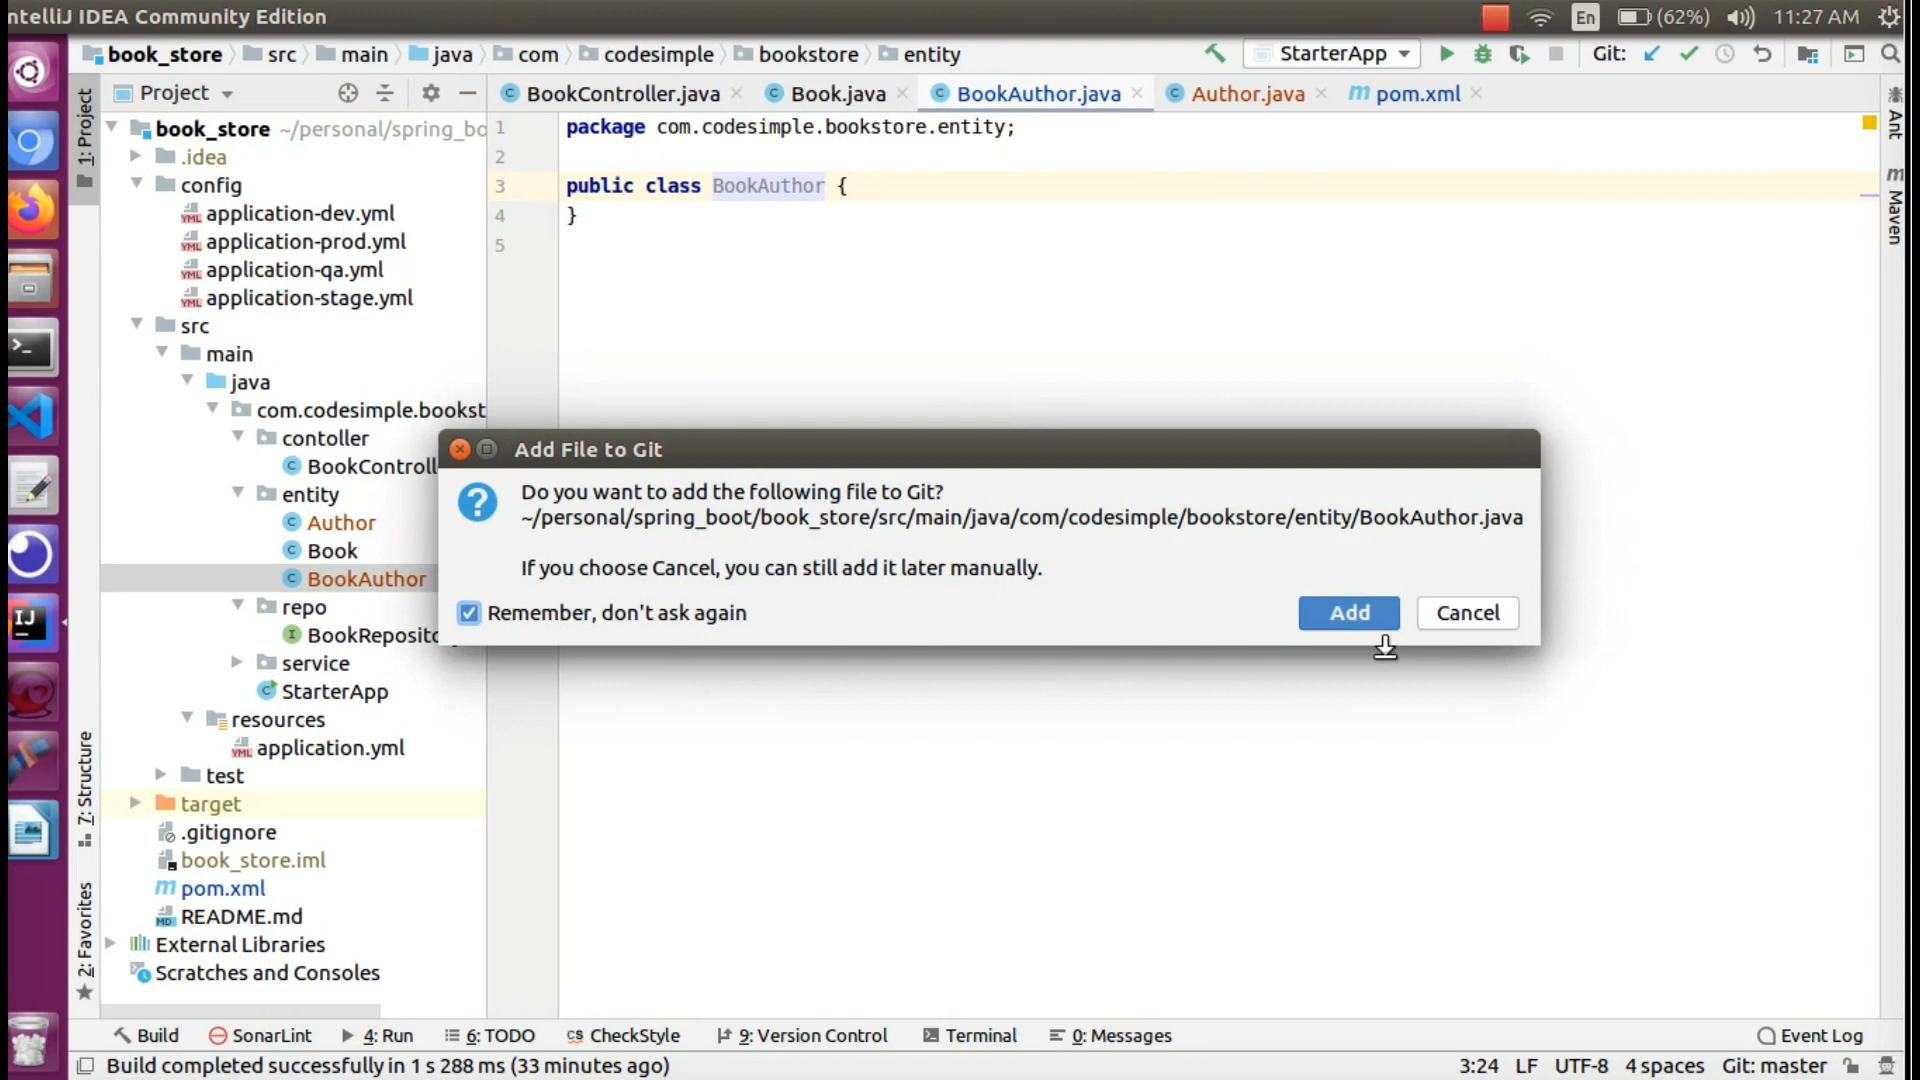 ntelliJ IDEA Community Edition
En (62%) 11:27 AM
book_store src main java com codesimple bookstore entity
StarterApp Git:
Project
BookController.java Book.java BookAuthor.java Author.java pom.xml
1: Project
7: Structure
2: Favorites
Ant
Maven
book_store ~/personal/spring_bo
.idea
config
application-dev.yml
application-prod.yml
application-qa.yml
application-stage.yml
src
main
java
com.codesimple.bookst
contoller
BookControll
entity
Author
Book
BookAuthor
repo
BookReposito
service
StarterApp
resources
application.yml
test
target
.gitignore
book_store.iml
pom.xml
README.md
External Libraries
Scratches and Consoles
1 package com.codesimple.bookstore.entity;
2
3 public class BookAuthor {
4 }
5
Add File to Git
Do you want to add the following file to Git?
~/personal/spring_boot/book_store/src/main/java/com/codesimple/bookstore/entity/BookAuthor.java
If you choose Cancel, you can still add it later manually.
Remember, don't ask again
Add Cancel
Build SonarLint 4: Run 6: TODO CheckStyle 9: Version Control Terminal 0: Messages Event Log
Build completed successfully in 1 s 288 ms (33 minutes ago) 3:24 LF UTF-8 4 spaces Git: master